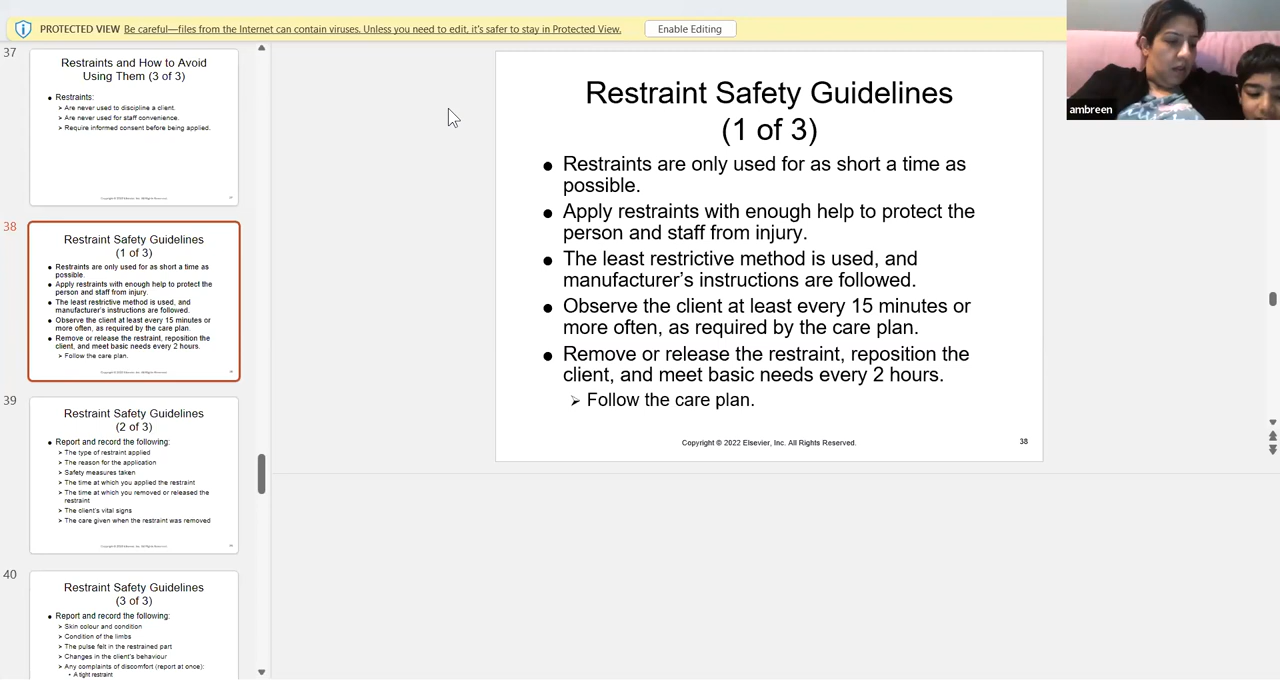 PROTECTED VIEW Be careful—files from the Internet can contain viruses. Unless you need to edit, it's safer to stay in Protected View. Enable Editing
37
Restraints and How to Avoid
Using Them (3 of 3)
• Restraints:
➢ Are never used to discipline a client.
➢ Are never used for staff convenience.
➢ Require informed consent before being applied.
38
Restraint Safety Guidelines
(1 of 3)
• Restraints are only used for as short a time as
possible.
• Apply restraints with enough help to protect the
person and staff from injury.
• The least restrictive method is used, and
manufacturer's instructions are followed.
• Observe the client at least every 15 minutes or
more often, as required by the care plan.
• Remove or release the restraint, reposition the
client, and meet basic needs every 2 hours.
➢ Follow the care plan.
39
Restraint Safety Guidelines
(2 of 3)
• Report and record the following:
➢ The type of restraint applied
➢ The reason for the application
➢ Safety measures taken
➢ The time at which you applied the restraint
➢ The time at which you removed or released the
restraint
➢ The client's vital signs
➢ The care given when the restraint was removed
40
Restraint Safety Guidelines
(3 of 3)
• Report and record the following:
➢ Skin colour and condition
➢ Condition of the limbs
➢ The pulse felt in the restrained part
➢ Changes in the client's behaviour
➢ Any complaints of discomfort (report at once):
• A tight restraint
Restraint Safety Guidelines
(1 of 3)
• Restraints are only used for as short a time as
possible.
• Apply restraints with enough help to protect the
person and staff from injury.
• The least restrictive method is used, and
manufacturer's instructions are followed.
• Observe the client at least every 15 minutes or
more often, as required by the care plan.
• Remove or release the restraint, reposition the
client, and meet basic needs every 2 hours.
➢ Follow the care plan.
Copyright © 2022 Elsevier, Inc. All Rights Reserved.
38
ambreen